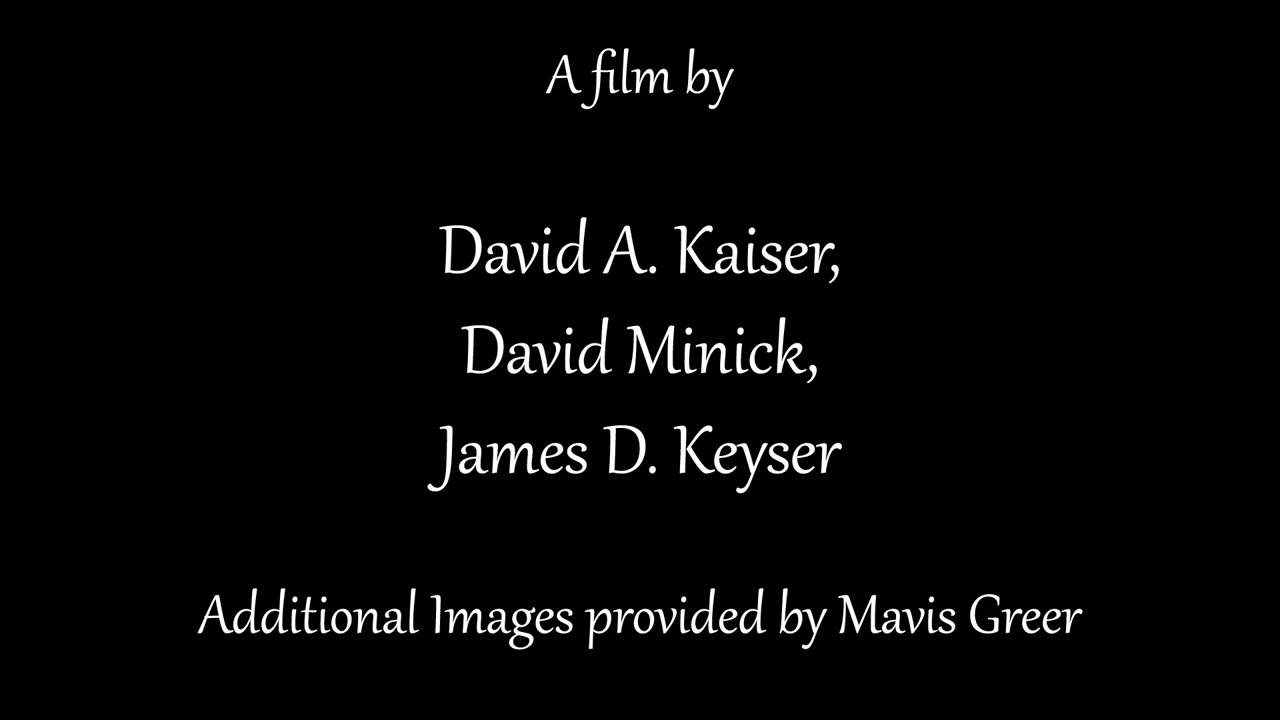 A film by
David A. Kaiser,
David Minick,
James D. Keyser
Additional Images provided by Mavis Greer